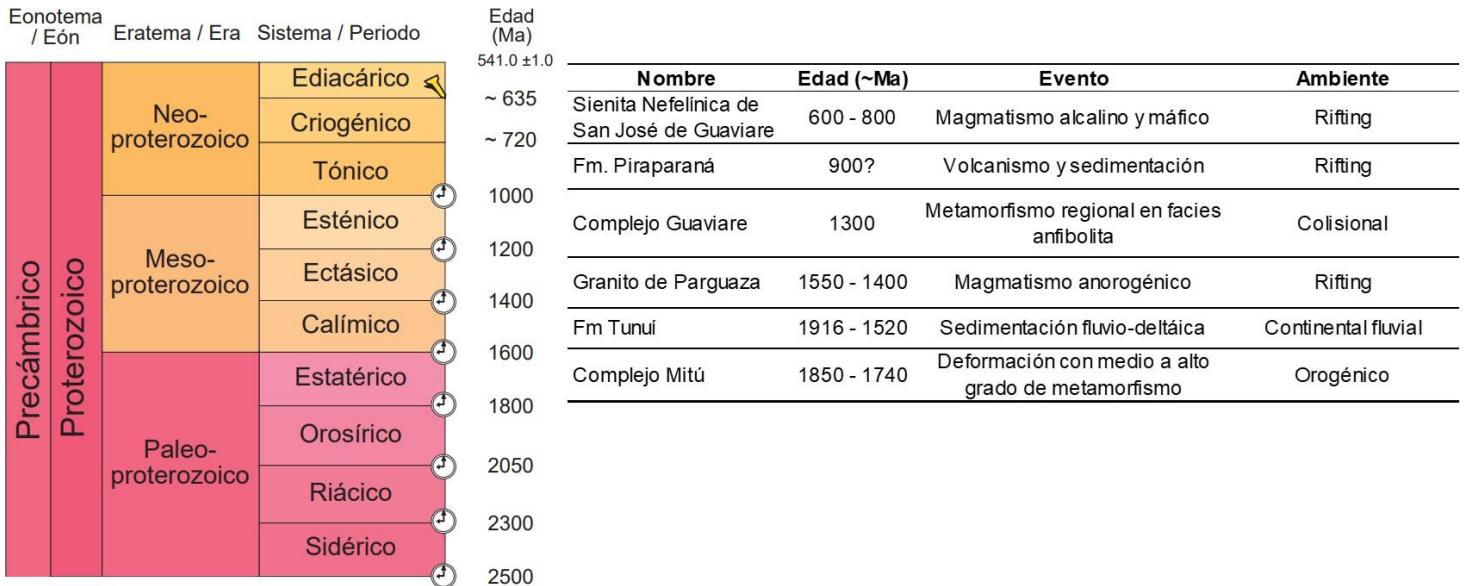 Eonotema
/ Eón
Eratema / Era
Sistema / Periodo
Edad
(Ma)
541.0 ±1.0
Precámbrico
Proterozoico
Neo-
proterozoico
Ediacárico
~ 635
Criogénico
~ 720
Tónico
1000
Meso-
proterozoico
Esténico
1200
Ectásico
1400
Calímico
1600
Paleo-
proterozoico
Estatérico
1800
Orosírico
2050
Riácico
2300
Sidérico
2500
Nombre Edad (~Ma) Evento Ambiente
Sienita Nefelínica de
San José de Guaviare
600 - 800 Magmatismo alcalino y máfico Rifting
Fm. Piraparaná 900? Volcanismo y sedimentación Rifting
Complejo Guaviare 1300 Metamorfismo regional en facies
anfibolita
Colisional
Granito de Parguaza 1550 - 1400 Magmatismo anorogénico Rifting
Fm Tunuí 1916 - 1520 Sedimentación fluvio-deltáica Continental fluvial
Complejo Mitú 1850 - 1740 Deformación con medio a alto
grado de metamorfismo
Orogénico